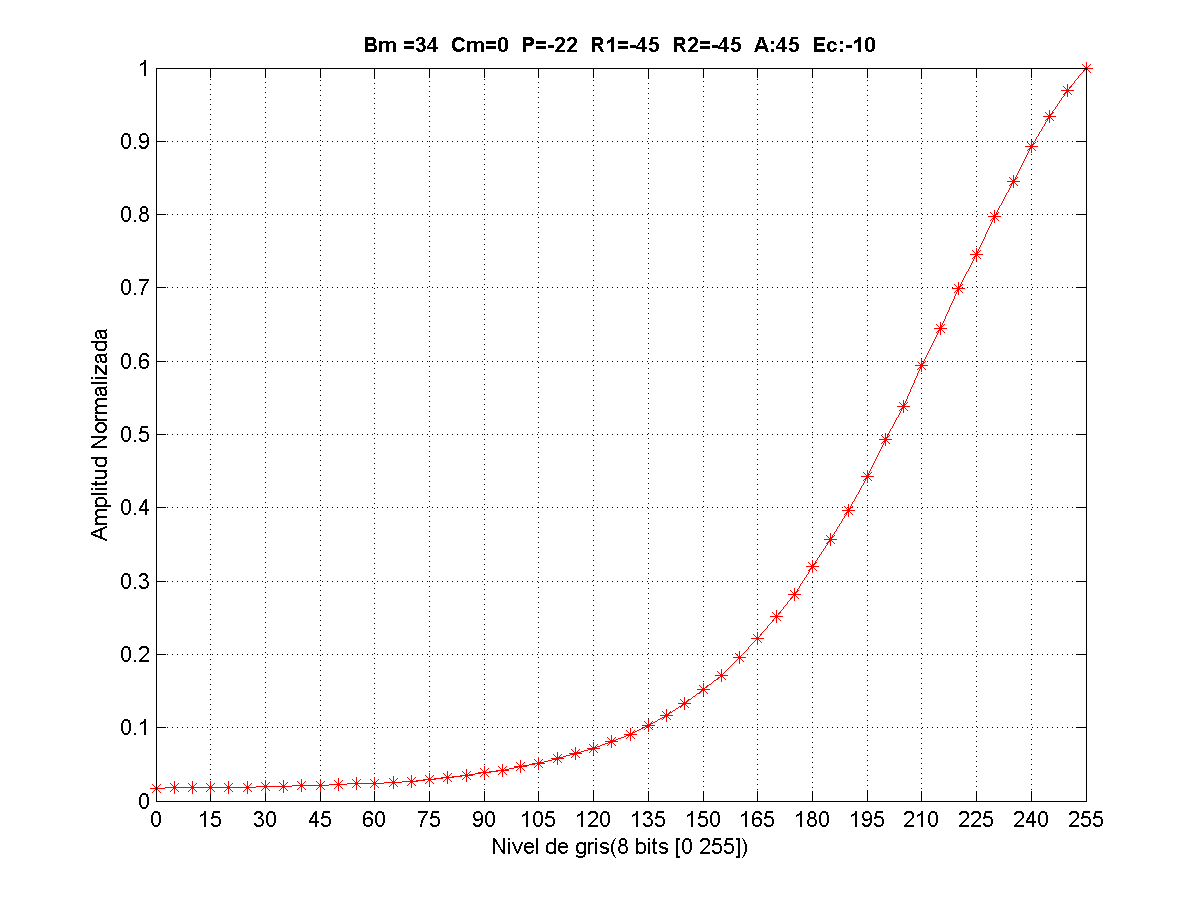 Bm =34  Cm=0  P=-22  R1=-45  R2=-45  A:45  Ec:-10
1
0.9
0.8
0.7
0.6
0.5
0.4
0.3
0.2
0.1
0
Amplitud Normalizada
0 15 30 45 60 75 90 105 120 135 150 165 180 195 210 225 240 255
Nivel de gris(8 bits [0 255])